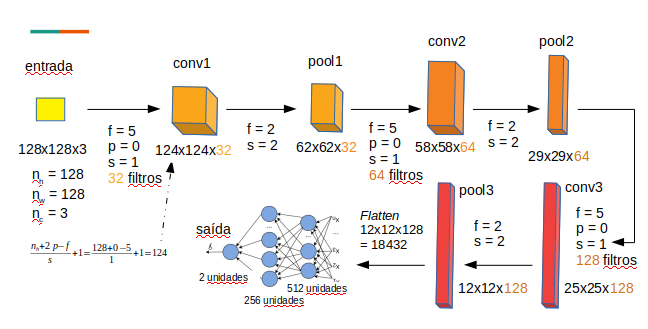 entrada
conv1
pool1
conv2
pool2
128x128x3
f = 5
p = 0
s = 1
32 filtros
124x124x32
f = 2
s = 2
62x62x32
f = 5
p = 0
s = 1
64 filtros
58x58x64
f = 2
s = 2
29x29x64
n_h = 128
n_w = 128
n_c = 3
(n_h+2p−f)/s +1 = (128+0−5)/1 +1 = 124
conv3
f = 5
p = 0
s = 1
128 filtros
25x25x128
pool3
f = 2
s = 2
12x12x128
Flatten
12x12x128
= 18432
512 unidades
256 unidades
saída
2 unidades